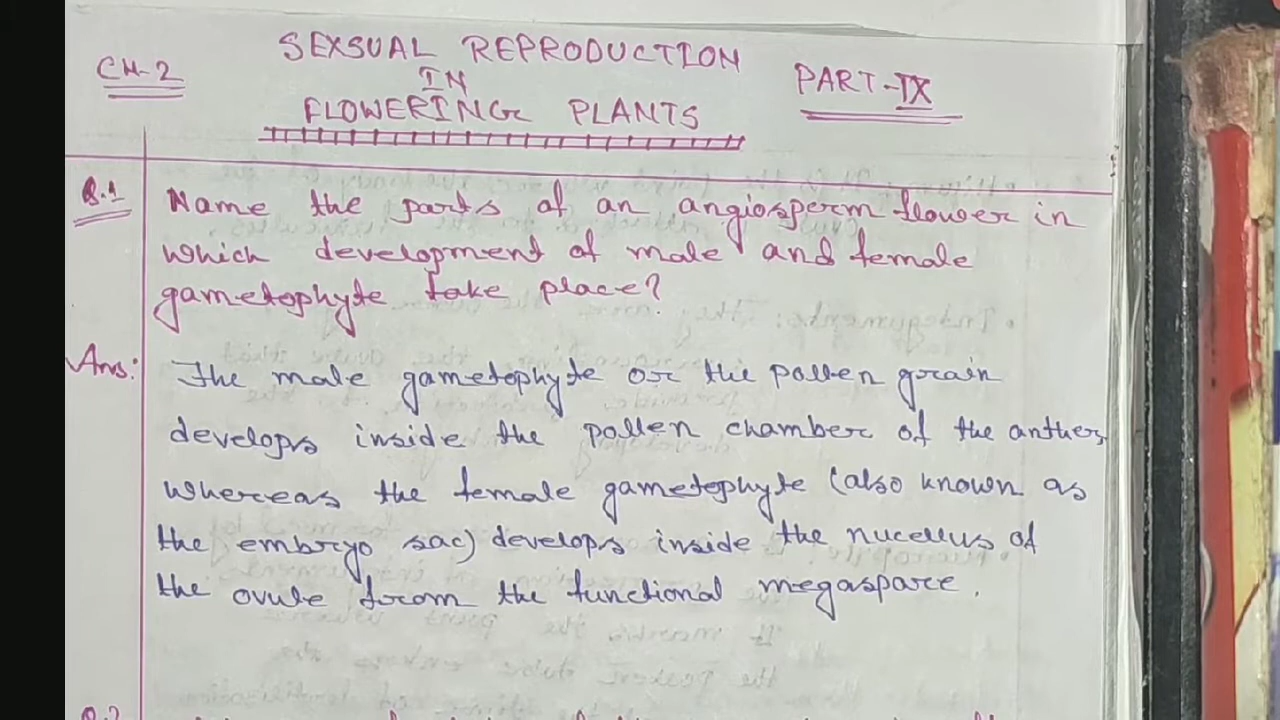 CH-2
SEXSUAL REPRODUCTION
IN
FLOWERING PLANTS
PART-IX
Q.1
Name the parts of an angiosperm flower in
which development of male and female
gametophyte take place?
Ans:
The male gametophyte or the pollen grain
develops inside the pollen chamber of the anther,
whereas the female gametophyte (also known as
the embryo sac) develops inside the nucellus of
the ovule from the functional megaspore.
Q.2